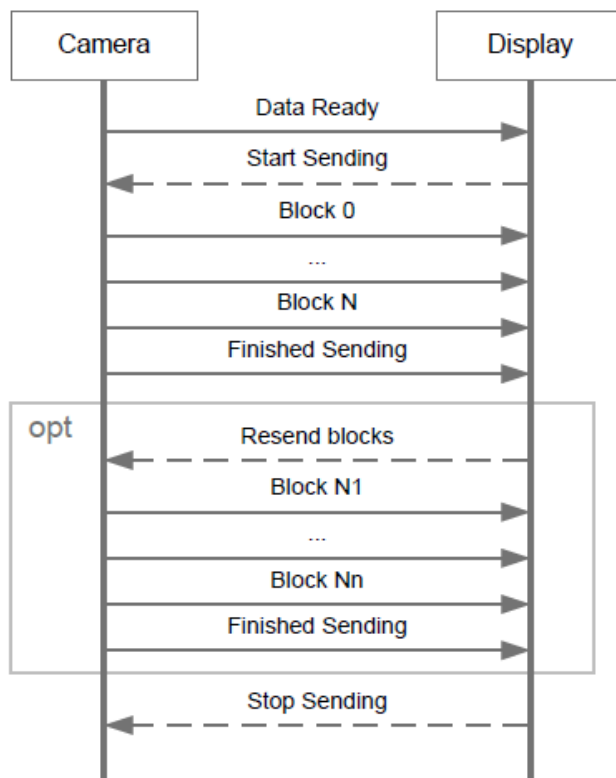 Camera
Display
Data Ready
Start Sending
Block 0
...
Block N
Finished Sending
opt
Resend blocks
Block N1
...
Block Nn
Finished Sending
Stop Sending